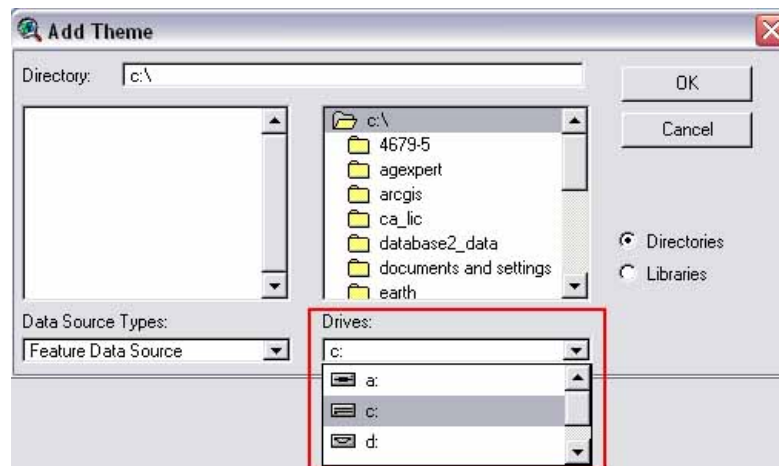 Add Theme
Directory: c:\
OK
Cancel
c:\
4679-5
agexpert
arcgis
ca_lic
database2_data
documents and settings
earth
Directories
Libraries
Data Source Types:
Feature Data Source
Drives:
c:
a:
c:
d: